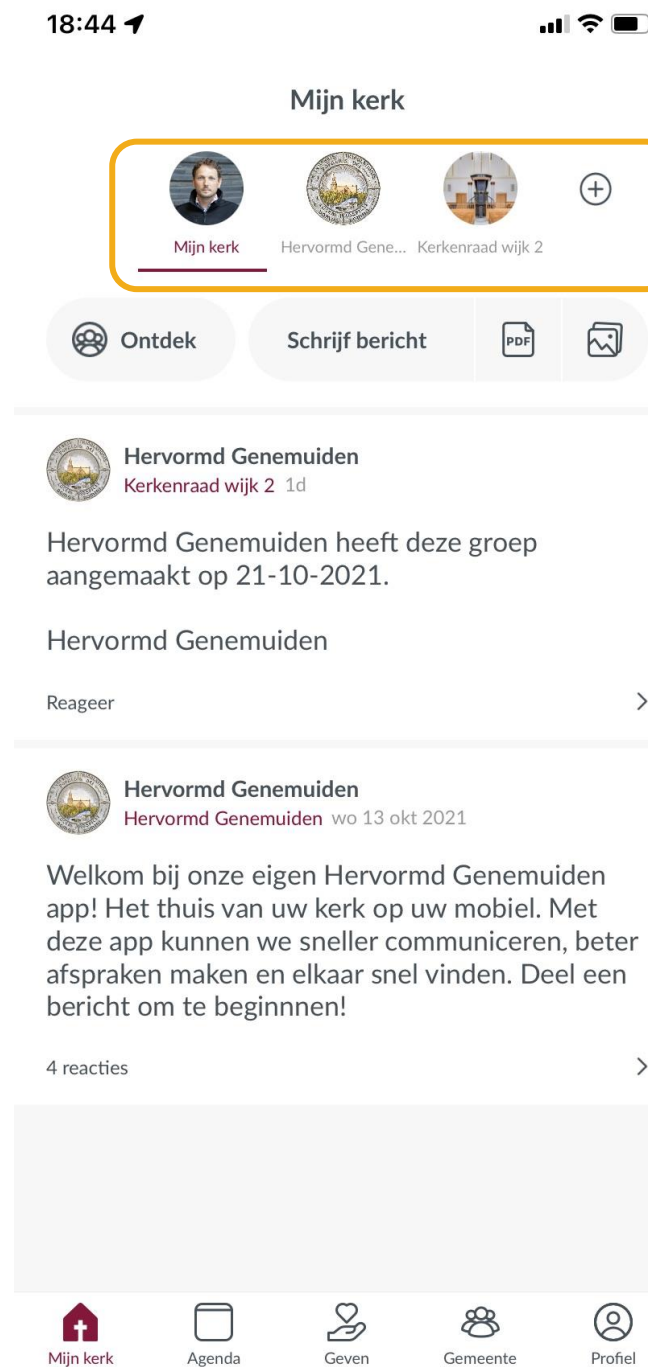 18:44
Mijn kerk
Mijn kerk
Hervormd Gene...
Kerkenraad wijk 2
Ontdek
Schrijf bericht
PDF
Hervormd Genemuiden
Kerkenraad wijk 2 1d
Hervormd Genemuiden heeft deze groep
aangemaakt op 21-10-2021.
Hervormd Genemuiden
Reageer
Hervormd Genemuiden
Hervormd Genemuiden wo 13 okt 2021
Welkom bij onze eigen Hervormd Genemuiden
app! Het thuis van uw kerk op uw mobiel. Met
deze app kunnen we sneller communiceren, beter
afspraken maken en elkaar snel vinden. Deel een
bericht om te beginnnen!
4 reacties
Mijn kerk
Agenda
Geven
Gemeente
Profiel